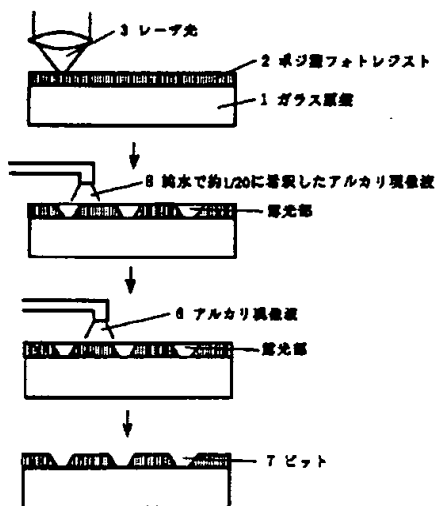 3 レーザ光
2 ポジ型フォトレジスト
1 ガラス原盤
8 純水で約1/20に希釈したアルカリ現像液
露光部
6 アルカリ現像液
露光部
7 ピット